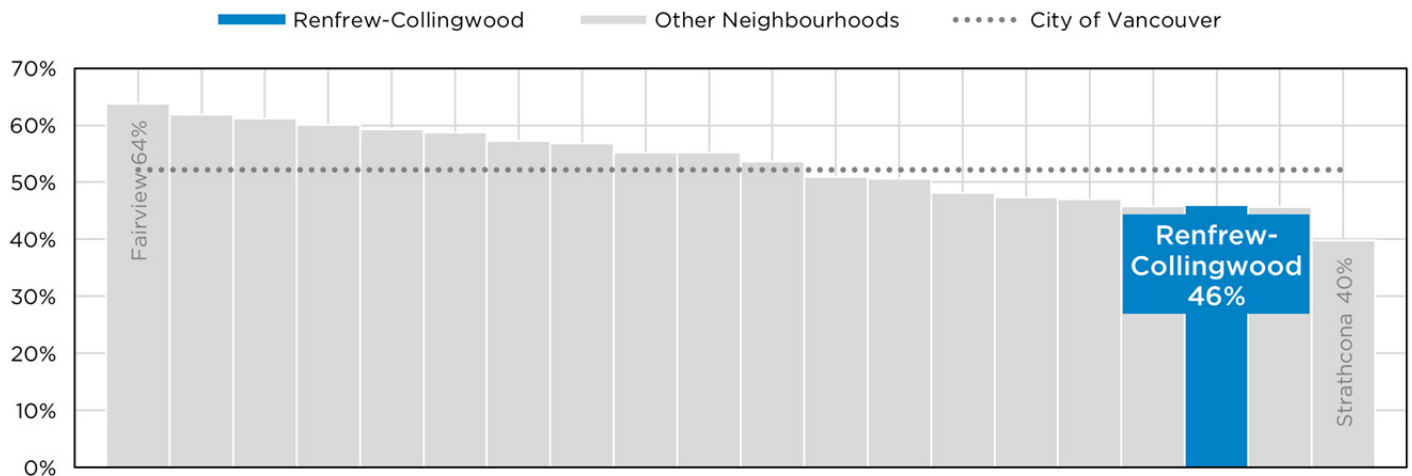 Renfrew-Collingwood
Other Neighbourhoods
City of Vancouver
70%
60%
50%
40%
30%
20%
10%
0%
Fairview 64%
Renfrew-
Collingwood
46%
Strathcona 40%